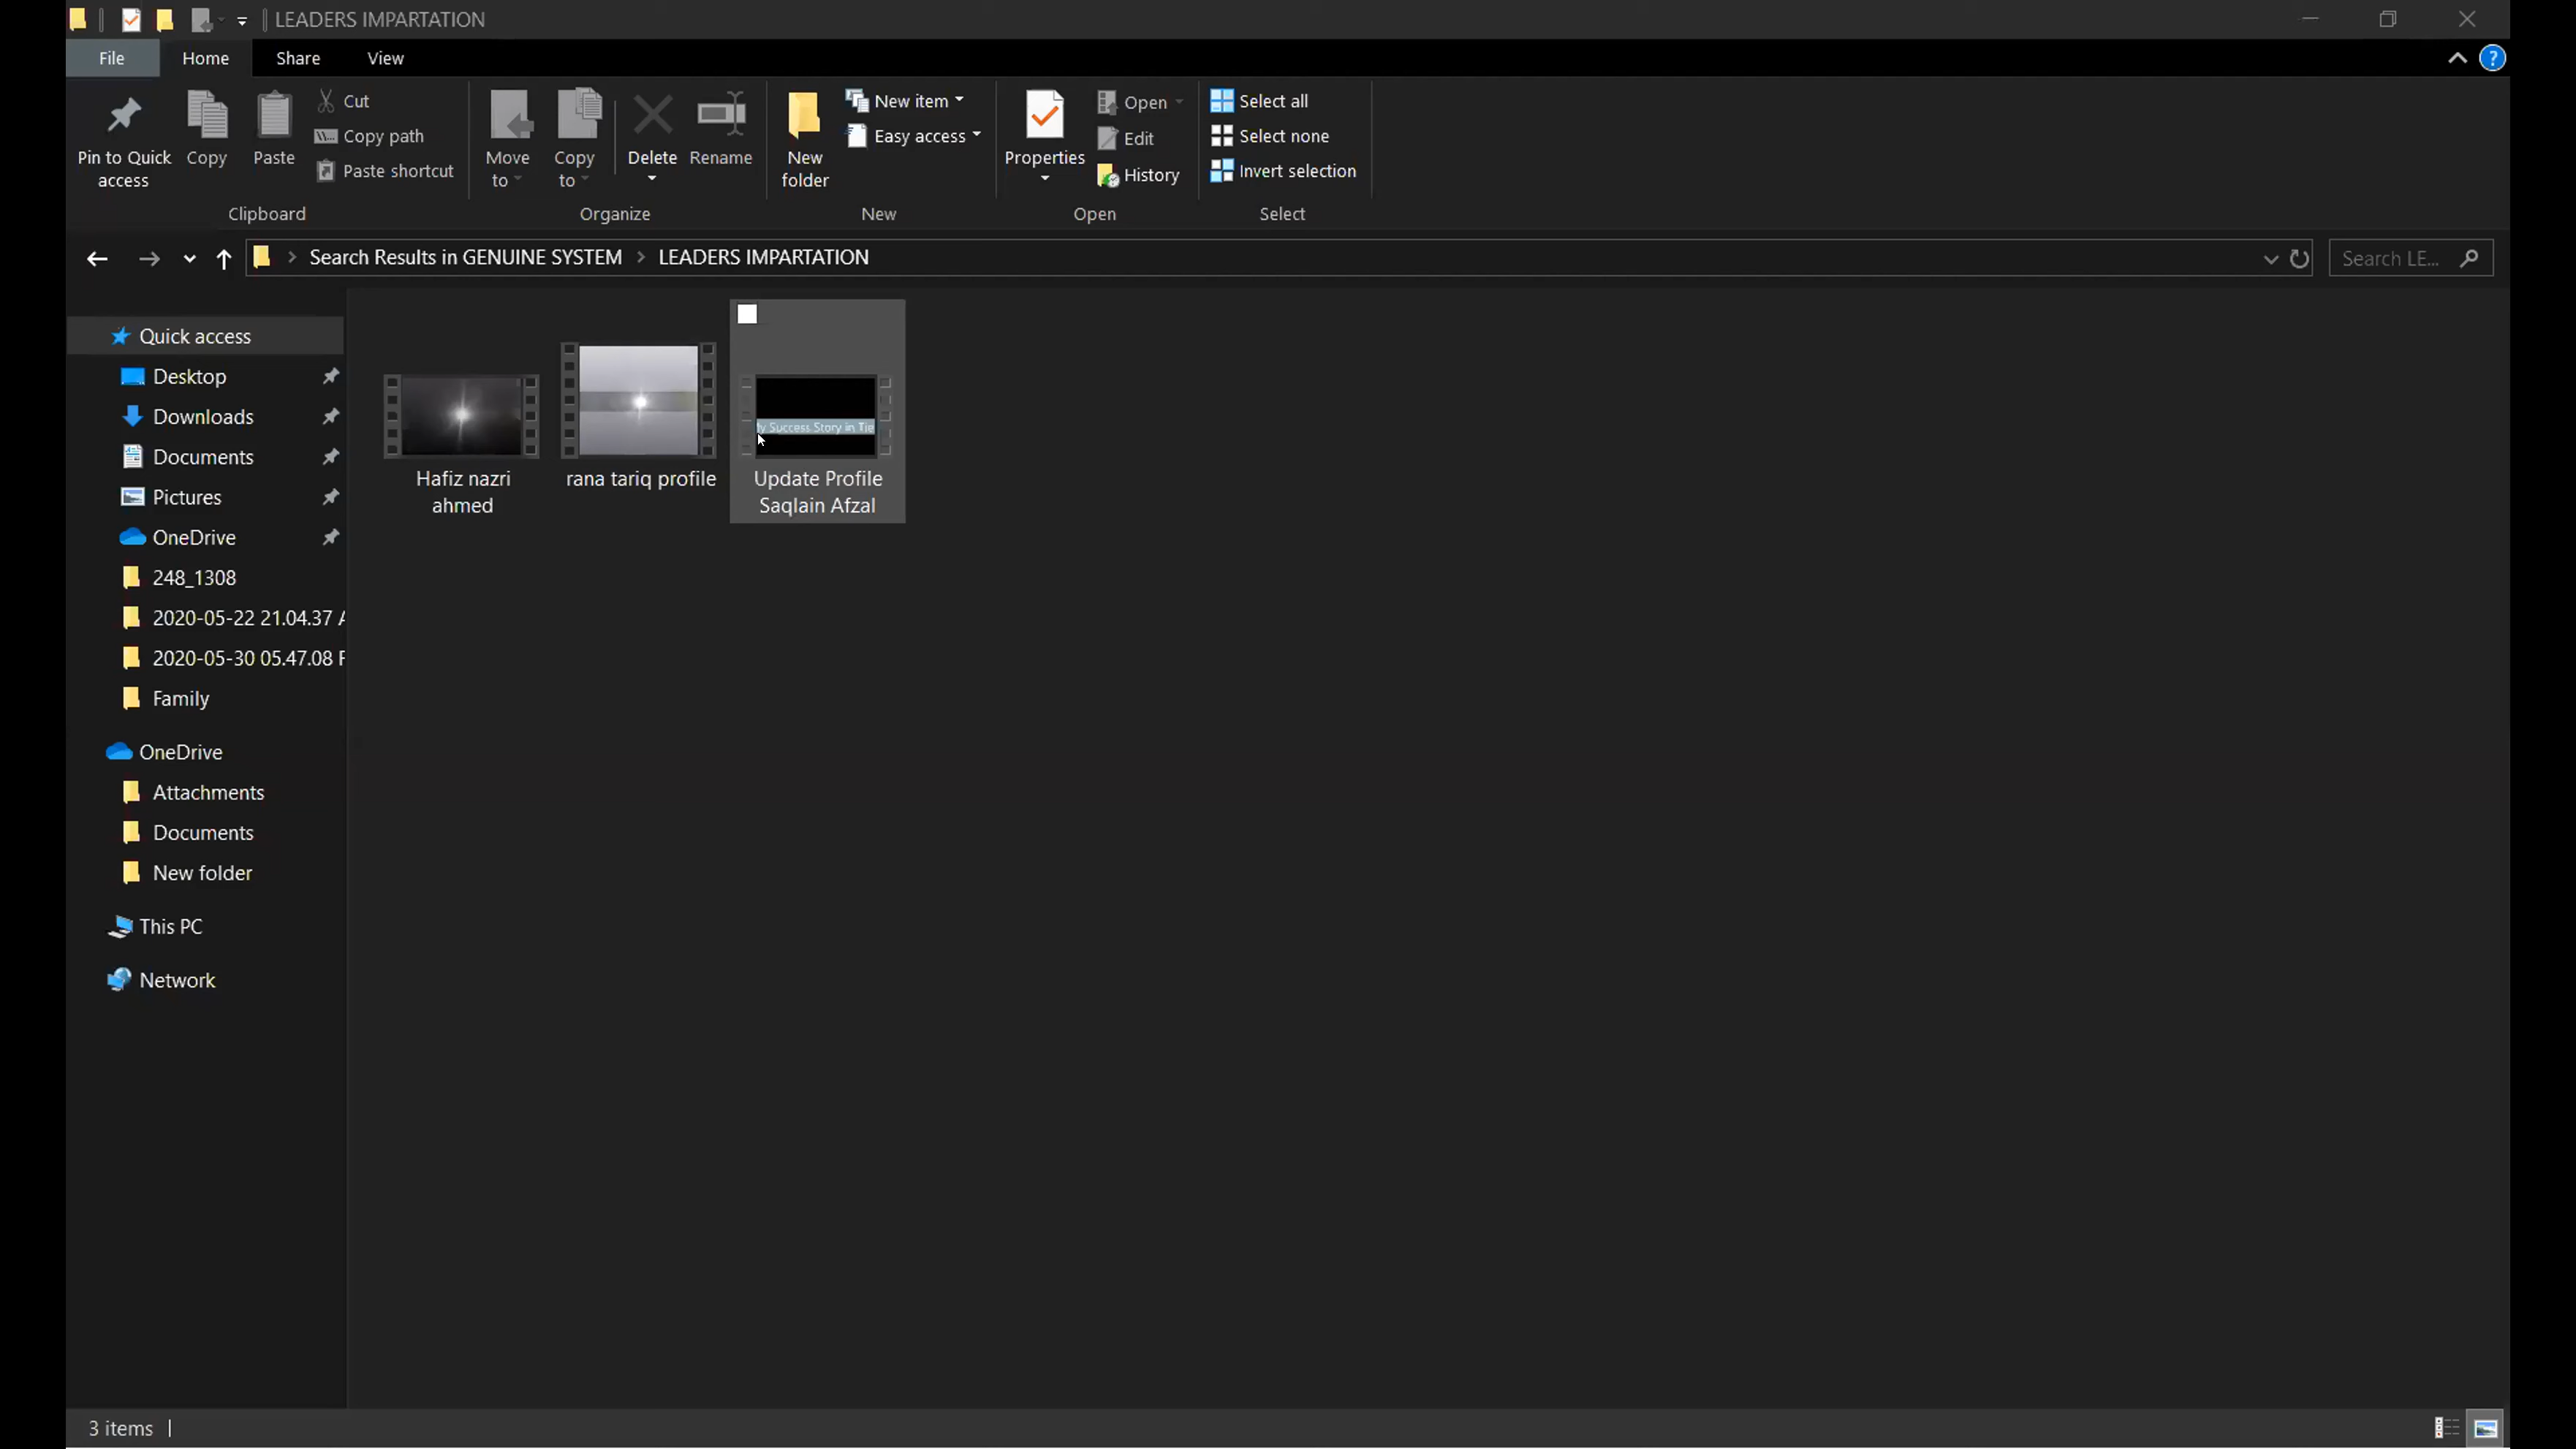 LEADERS IMPARTATION
File Home Share View
Pin to Quick access
Copy
Paste
Cut
Copy path
Paste shortcut
Clipboard
Move to
Copy to
Delete
Rename
Organize
New folder
New item
Easy access
New
Properties
Open
Edit
History
Open
Select all
Select none
Invert selection
Select
Search Results in GENUINE SYSTEM LEADERS IMPARTATION
Search LE...
Quick access
Desktop
Downloads
Documents
Pictures
OneDrive
248_1308
2020-05-22 21.04.37 A
2020-05-30 05.47.08 F
Family
OneDrive
Attachments
Documents
New folder
This PC
Network
Hafiz nazri
ahmed
rana tariq profile
y Success Story in Tie
Update Profile
Saqlain Afzal
3 items